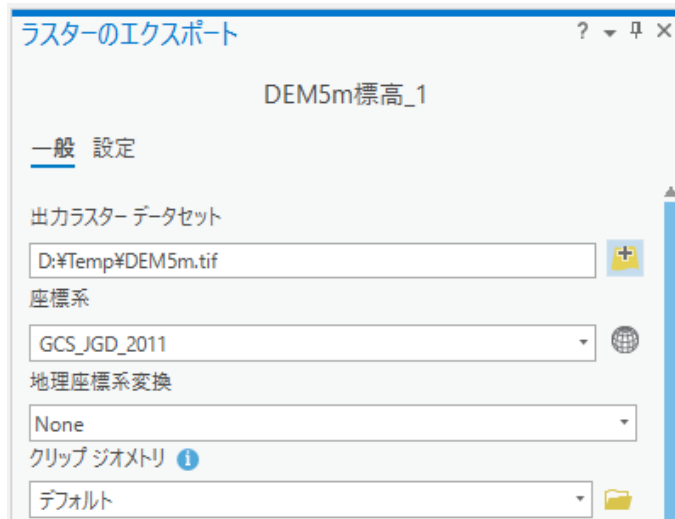 ラスターのエクスポート ?
DEM5m標高_1
一般 設定
出力ラスター データセット
D:¥Temp¥DEM5m.tif
座標系
GCS_JGD_2011
地理座標系変換
None
クリップ ジオメトリ
デフォルト